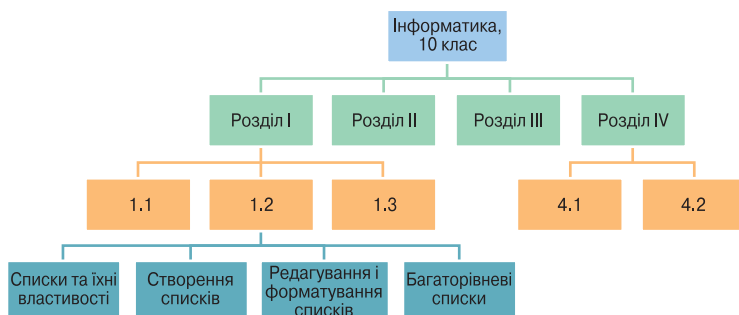 Інформатика,
10 клас
Розділ I
Розділ II
Розділ III
Розділ IV
1.1
1.2
1.3
4.1
4.2
Списки та їхні
властивості
Створення
списків
Редагування і
форматування
списків
Багаторівневі
списки